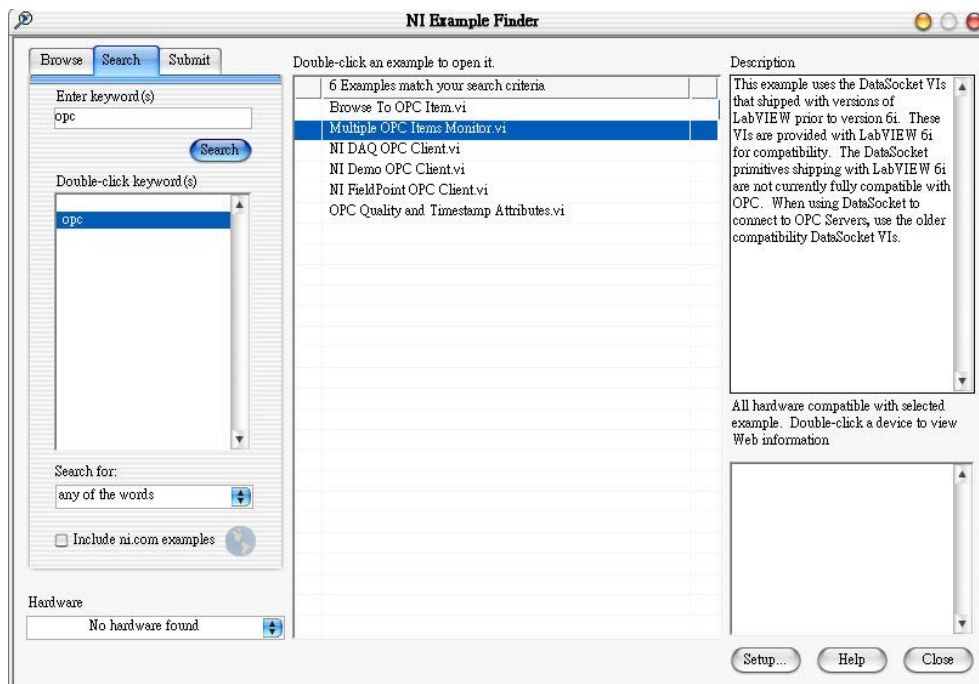 NI Example Finder
Browse
Search
Submit
Enter keyword(s)
opc
Search
Double-click keyword(s)
opc
Search for:
any of the words
Include ni.com examples
Hardware
No hardware found
Double-click an example to open it.
6 Examples match your search criteria
Browse To OPC Item.vi
Multiple OPC Items Monitor.vi
NI DAQ OPC Client.vi
NI Demo OPC Client.vi
NI FieldPoint OPC Client.vi
OPC Quality and Timestamp Attributes.vi
Description
This example uses the DataSocket VIs
that shipped with versions of
LabVIEW prior to version 6i. These
VIs are provided with LabVIEW 6i
for compatibility. The DataSocket
primitives shipping with LabVIEW 6i
are not currently fully compatible with
OPC. When using DataSocket to
connect to OPC Servers, use the older
compatibility DataSocket VIs.
All hardware compatible with selected
example. Double-click a device to view
Web information
Setup...
Help
Close